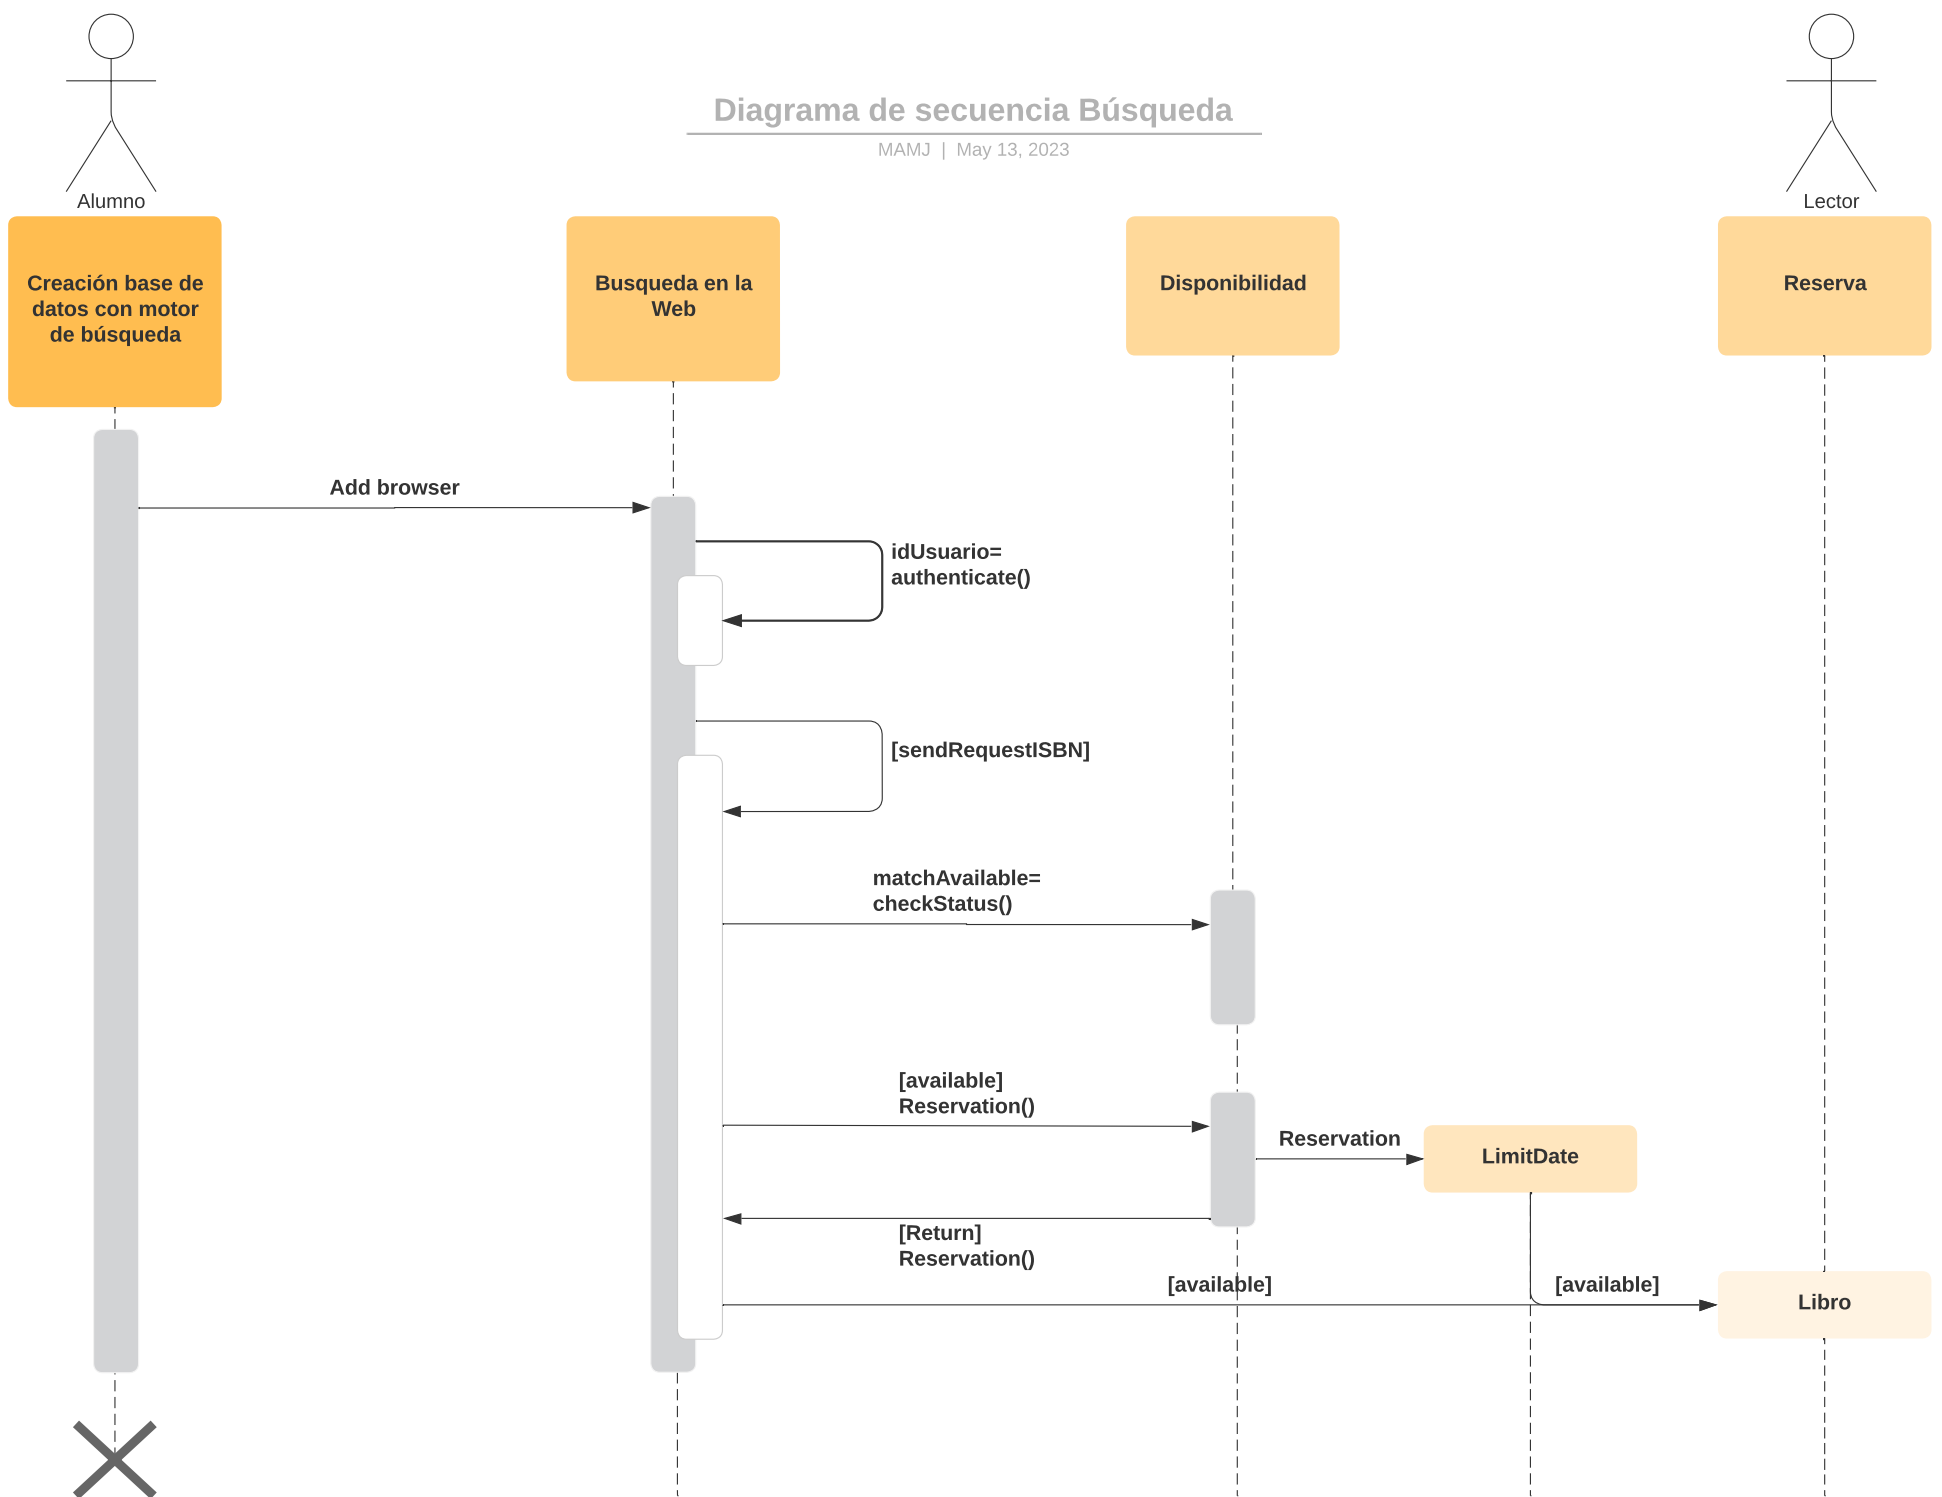 Diagrama de secuencia Búsqueda
MAMJ | May 13, 2023
Alumno
Lector
Creación base de
datos con motor
de búsqueda
Busqueda en la
Web
Disponibilidad
Reserva
Add browser
idUsuario=
authenticate()
[sendRequestISBN]
matchAvailable=
checkStatus()
[available]
Reservation()
Reservation
LimitDate
[Return]
Reservation()
[available]
[available]
Libro